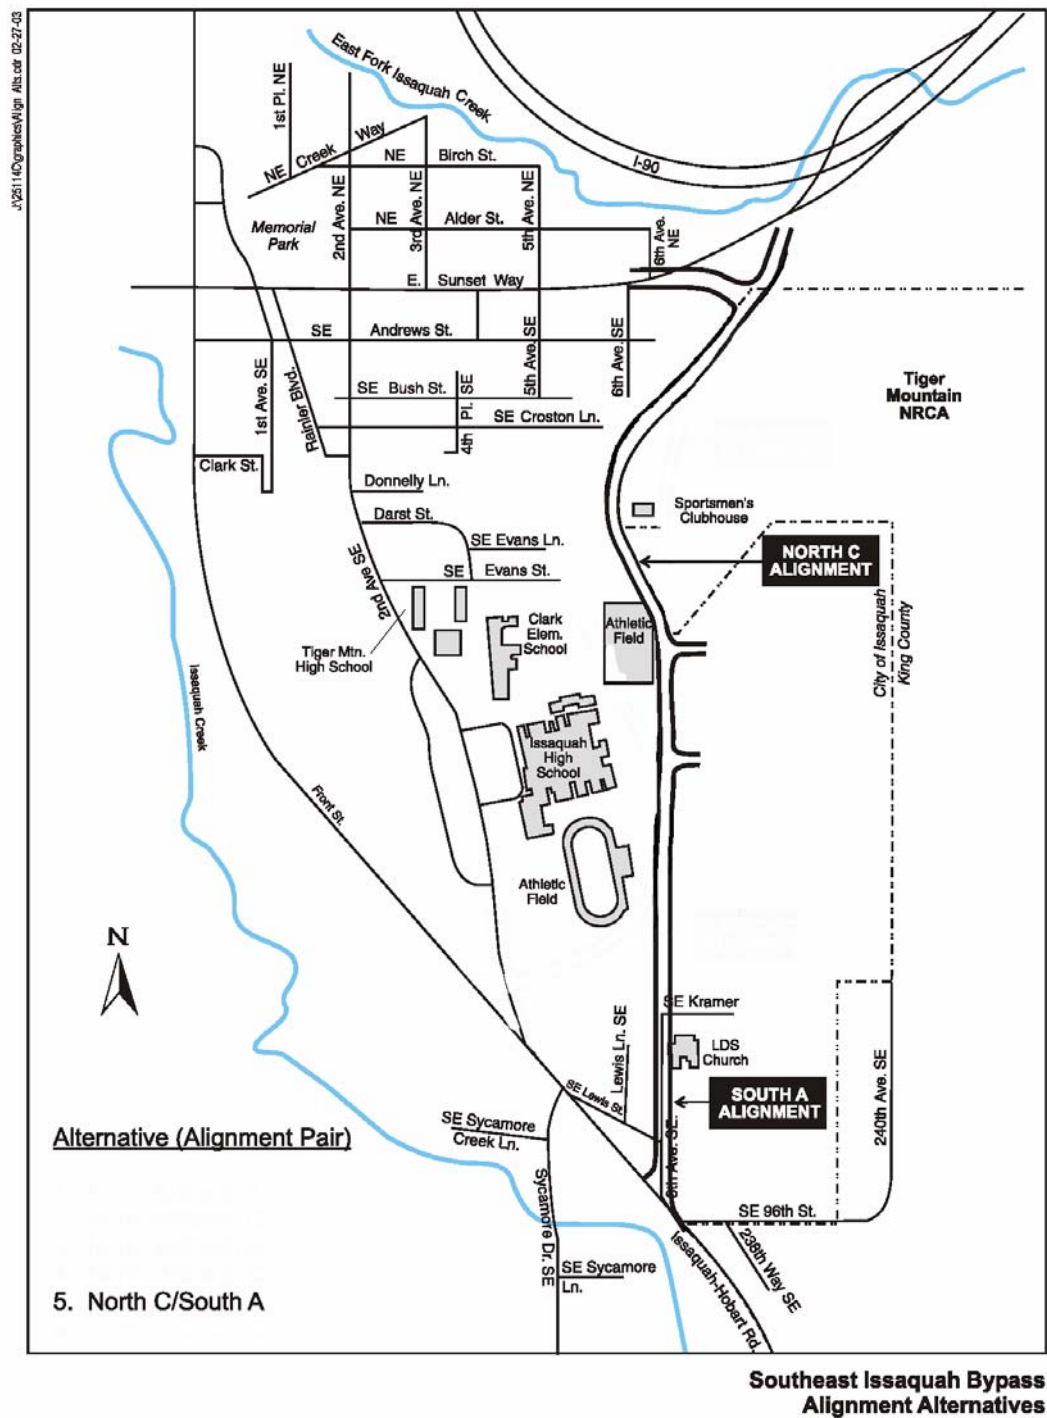 J:\25114C\graphics\Align Alts.cdr 02-27-03
East Fork Issaquah Creek
I-90
1st Pl. NE
NE Creek Way
NE Birch St.
2nd Ave. NE
3rd Ave. NE
5th Ave. NE
NE Alder St.
6th Ave.
NE
Memorial
Park
E. Sunset Way
SE Andrews St.
5th Ave. SE
6th Ave. SE
1st Ave. SE
Rainier Blvd.
SE Bush St.
4th Pl. SE
SE Croston Ln.
Tiger
Mountain
NRCA
Clark St.
Donnelly Ln.
Darst St.
SE Evans Ln.
SE Evans St.
2nd Ave SE
Sportsmen's
Clubhouse
NORTH C
ALIGNMENT
Tiger Mtn.
High School
Clark
Elem.
School
Athletic
Field
City of Issaquah
King County
Issaquah Creek
Issaquah
High
School
Front St.
Athletic
Field
N
SE Kramer
Lewis Ln. SE
LDS
Church
SE Lewis St.
SOUTH A
ALIGNMENT
240th Ave. SE
SE Sycamore
Creek Ln.
Alternative (Alignment Pair)
Sycamore Dr. SE
SE 96th St.
238th Way SE
SE Sycamore
Ln.
Issaquah-Hobart Rd.
5. North C/South A
Southeast Issaquah Bypass
Alignment Alternatives